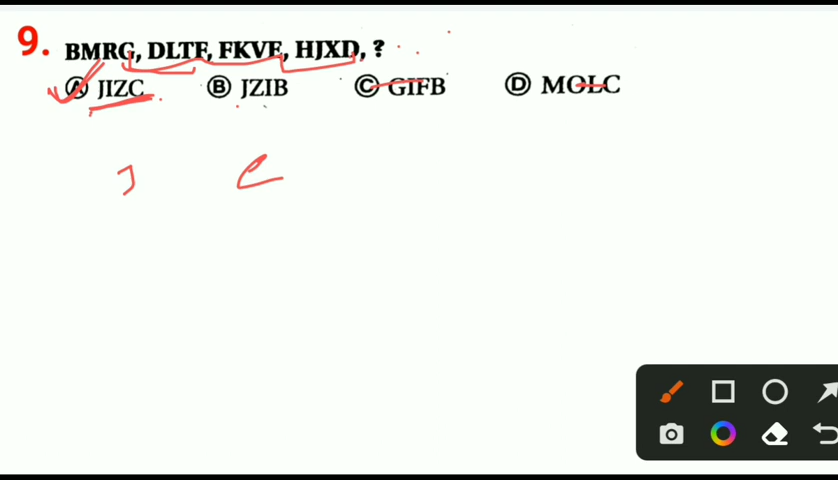 9. BMRG, DLTF, FKVE, HJXD, ?
Ⓐ JIZC Ⓑ JZIB Ⓒ GIFB Ⓓ MOLC
J C